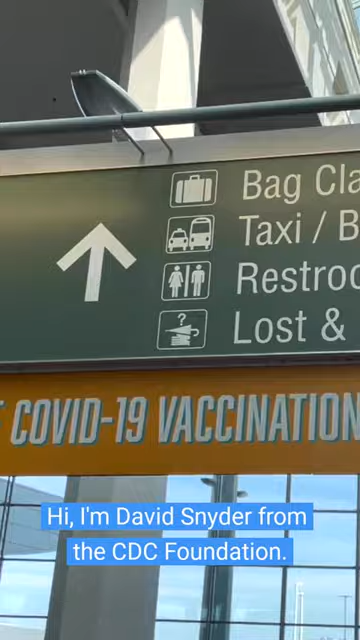 Bag Cla
Taxi / B
Restroo
Lost &
COVID-19 VACCINATION
Hi, I'm David Snyder from
the CDC Foundation.